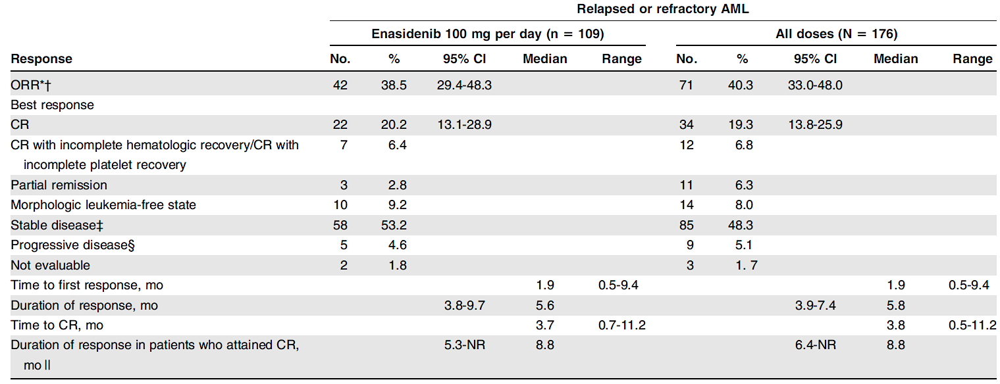 Relapsed or refractory AML
Enasidenib 100 mg per day (n = 109) All doses (N = 176)
Response No. % 95% CI Median Range No. % 95% CI Median Range
ORR*† 42 38.5 29.4-48.3 71 40.3 33.0-48.0
Best response
CR 22 20.2 13.1-28.9 34 19.3 13.8-25.9
CR with incomplete hematologic recovery/CR with 7 6.4 12 6.8
incomplete platelet recovery
Partial remission 3 2.8 11 6.3
Morphologic leukemia-free state 10 9.2 14 8.0
Stable disease‡ 58 53.2 85 48.3
Progressive disease§ 5 4.6 9 5.1
Not evaluable 2 1.8 3 1. 7
Time to first response, mo 1.9 0.5-9.4 1.9 0.5-9.4
Duration of response, mo 3.8-9.7 5.6 3.9-7.4 5.8
Time to CR, mo 3.7 0.7-11.2 3.8 0.5-11.2
Duration of response in patients who attained CR, 5.3-NR 8.8 6.4-NR 8.8
mo||